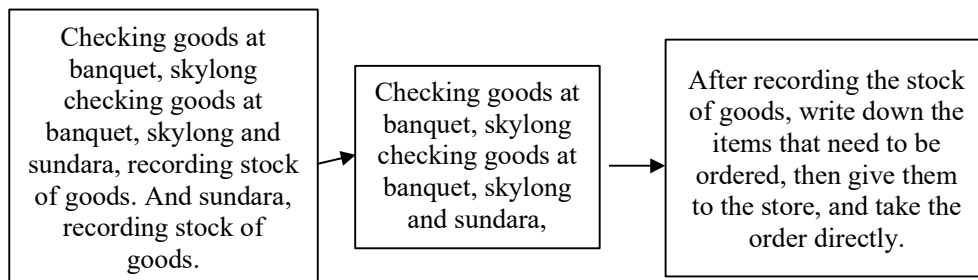 Checking goods at
banquet, skylong
checking goods at
banquet, skylong and
sundara, recording stock
of goods. And sundara,
recording stock of
goods.
Checking goods at
banquet, skylong
checking goods at
banquet, skylong
and sundara,
After recording the stock
of goods, write down the
items that need to be
ordered, then give them
to the store, and take the
order directly.